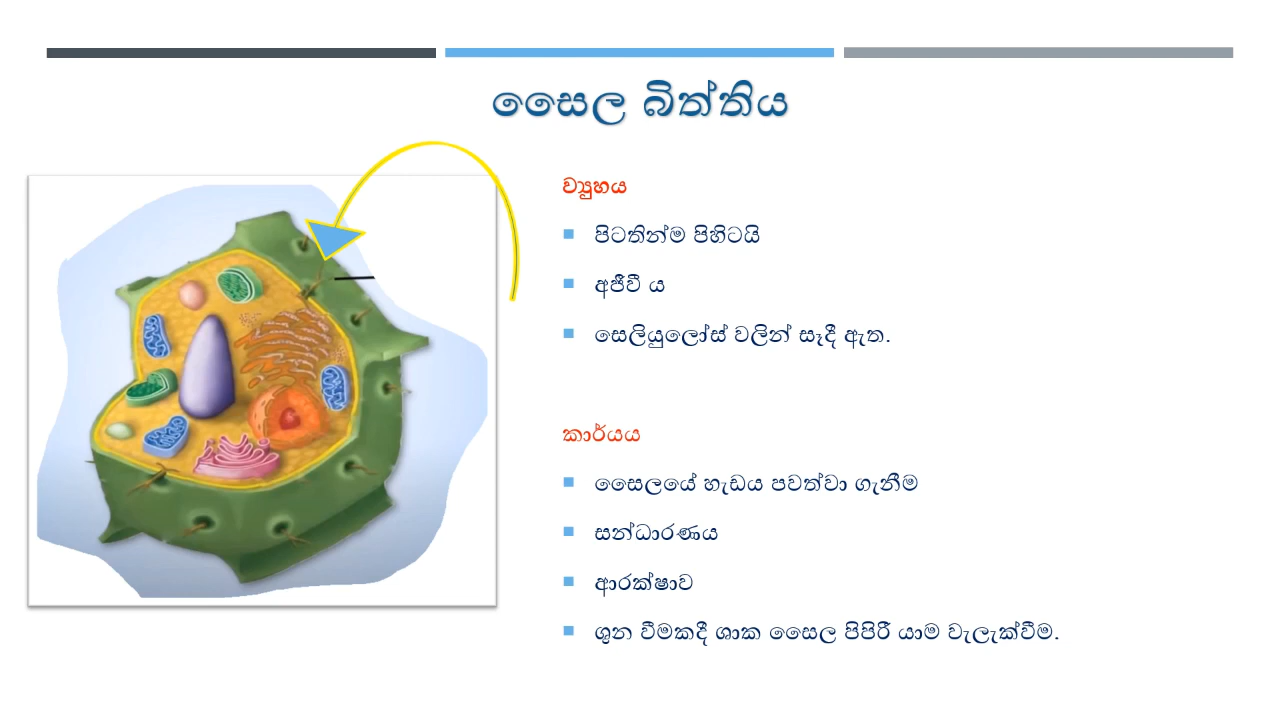 සෛල බිත්තිය
ව්‍යුහය
පිටතින්ම පිහිටයි
අජීවී ය
සෙලියුලෝස් වලින් සෑදී ඇත.
කාර්යය
සෛලයේ හැඩය පවත්වා ගැනීම
සන්ධාරණය
ආරක්ෂාව
ශුන වීමකදී ශාක සෛල පිපිරී යාම වැලැක්වීම.